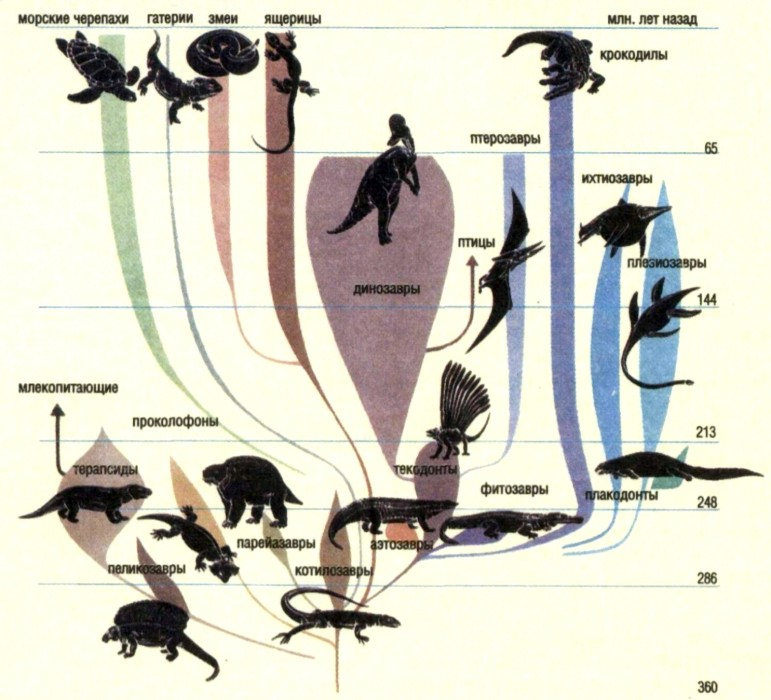 морские черепахи гатерии змеи ящерицы млн. лет назад
крокодилы
птерозавры
65
ихтиозавры
птицы
плезиозавры
динозавры
144
млекопитающие
проколофоны
213
терапсиды
текодонты
фитозавры
плакодонты
248
парейазавры
аэтозавры
пеликозавры
котилозавры
286
360